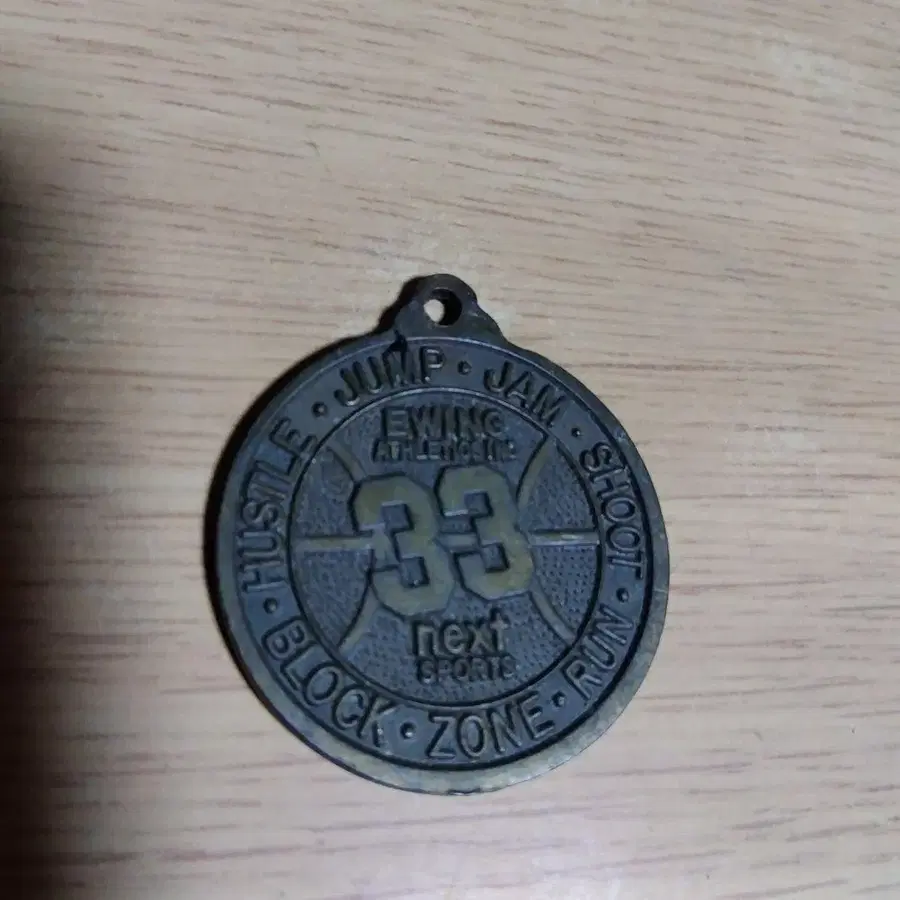 HUSTLE · JUMP · JAM · SHOOT · RUN · ZONE · BLOCK ·
EWING
ATHLETICS INC
33
next
SPORTS